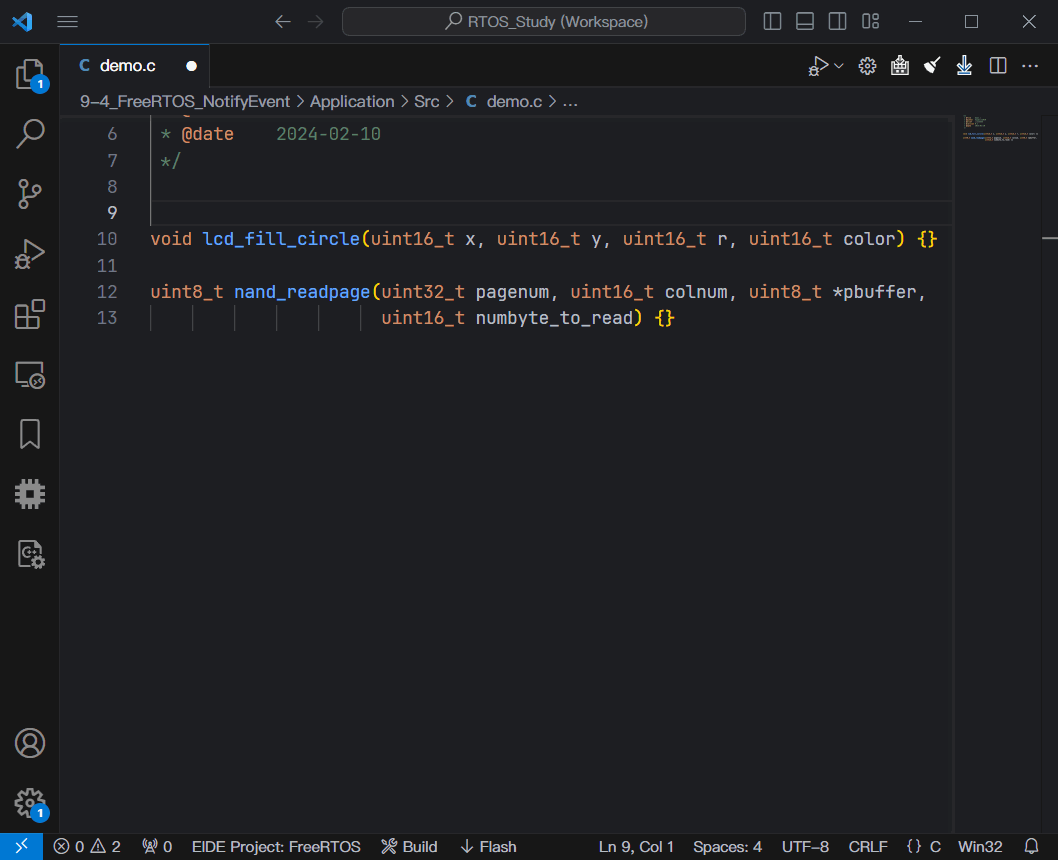 RTOS_Study (Workspace)
C demo.c
1
9-4_FreeRTOS_NotifyEvent > Application > Src > C demo.c > ...
6 * @date 2024-02-10
7 */
8
9
10 void lcd_fill_circle(uint16_t x, uint16_t y, uint16_t r, uint16_t color) {}
11
12 uint8_t nand_readpage(uint32_t pagenum, uint16_t colnum, uint8_t *pbuffer,
13 uint16_t numbyte_to_read) {}
1
0 2 0 EIDE Project: FreeRTOS Build Flash Ln 9, Col 1 Spaces: 4 UTF-8 CRLF {} C Win32